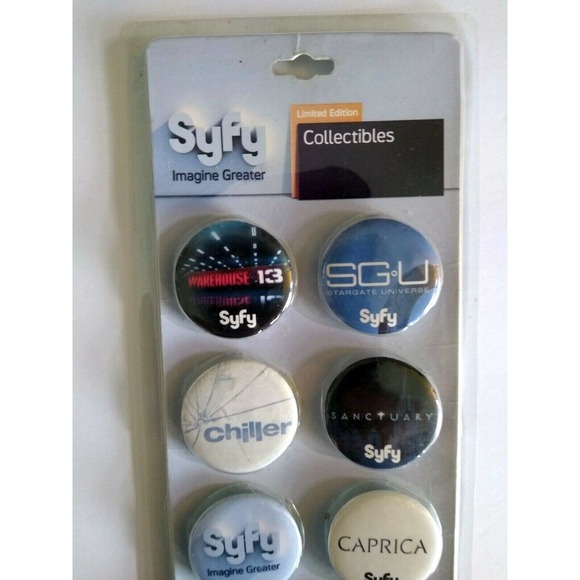 Syfy
Imagine Greater
Limited Edition
Collectibles
WAREHOUSE 13
Syfy
SG·U
STARGATE UNIVERSE
Syfy
Chiller
SANCTUARY
Syfy
Syfy
Imagine Greater
CAPRICA
Syfy